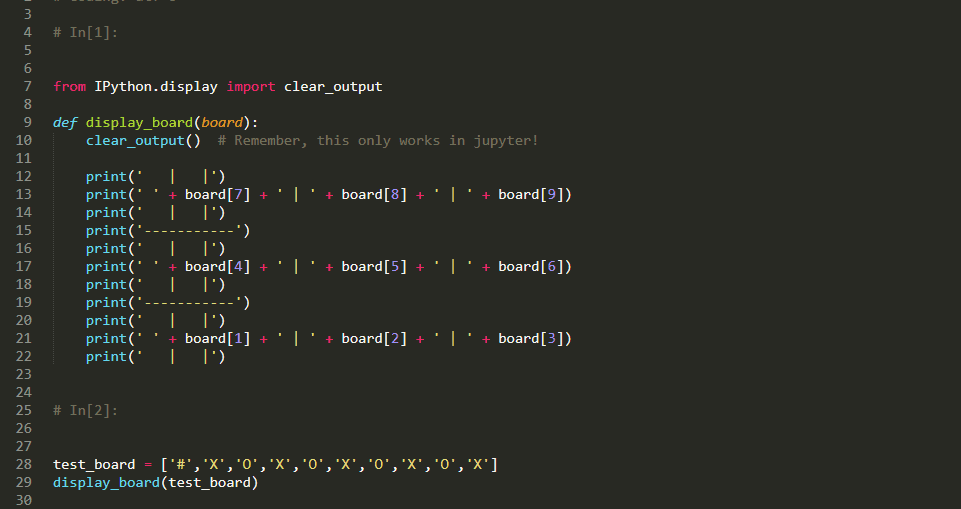 3
4 # In[1]:
5
6
7 from IPython.display import clear_output
8
9 def display_board(board):
10     clear_output()  # Remember, this only works in jupyter!
11
12     print('   |   |')
13     print(' ' + board[7] + ' | ' + board[8] + ' | ' + board[9])
14     print('   |   |')
15     print('-----------')
16     print('   |   |')
17     print(' ' + board[4] + ' | ' + board[5] + ' | ' + board[6])
18     print('   |   |')
19     print('-----------')
20     print('   |   |')
21     print(' ' + board[1] + ' | ' + board[2] + ' | ' + board[3])
22     print('   |   |')
23
24
25 # In[2]:
26
27
28 test_board = ['#','X','O','X','O','X','O','X','O','X']
29 display_board(test_board)
30